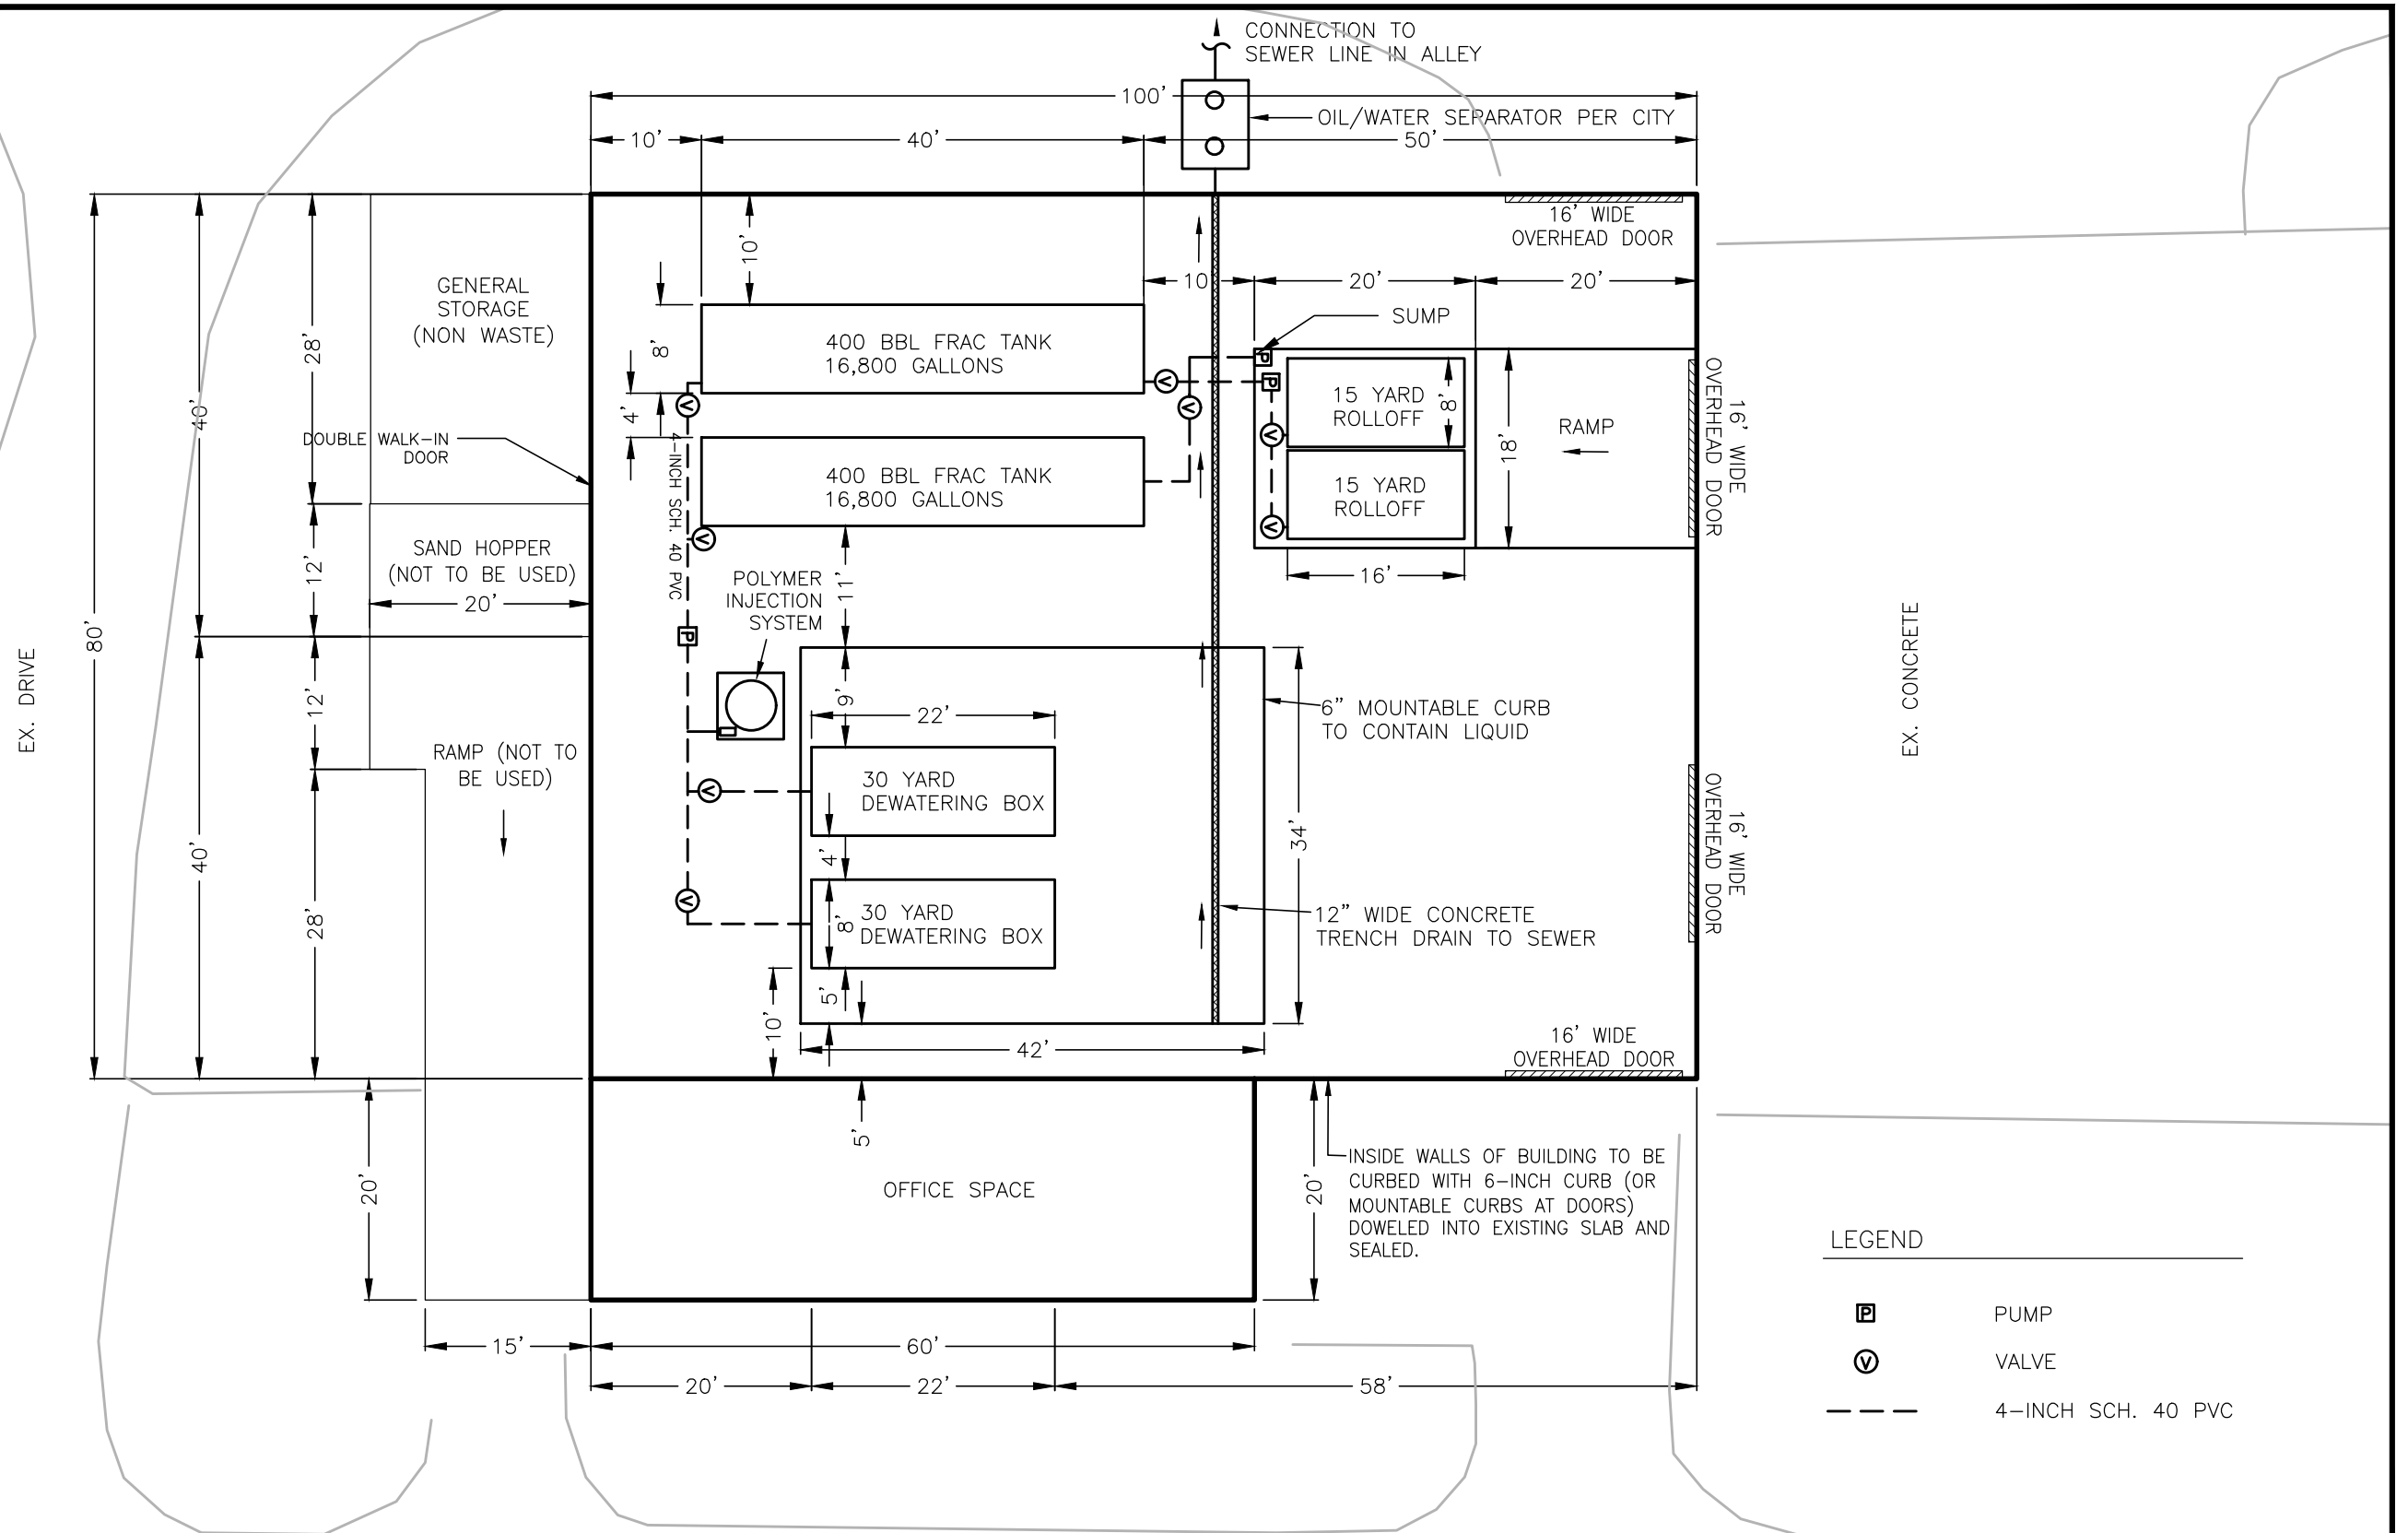 CONNECTION TO
SEWER LINE IN ALLEY
100'
OIL/WATER SEPARATOR PER CITY
10'
40'
50'
16' WIDE
OVERHEAD DOOR
10'
10
20'
20'
GENERAL
STORAGE
(NON WASTE)
28'
40'
80'
8'
4'
400 BBL FRAC TANK
16,800 GALLONS
SUMP
P
P
V
V
V
V
15 YARD
ROLLOFF
8'
18'
RAMP
16' WIDE
OVERHEAD DOOR
DOUBLE WALK-IN
DOOR
4-INCH SCH. 40 PVC
400 BBL FRAC TANK
16,800 GALLONS
15 YARD
ROLLOFF
V
V
SAND HOPPER
(NOT TO BE USED)
12'
20'
11'
16'
POLYMER
INJECTION
SYSTEM
P
EX. DRIVE
EX. CONCRETE
12'
9'
22'
6" MOUNTABLE CURB
TO CONTAIN LIQUID
RAMP (NOT TO
BE USED)
V
30 YARD
DEWATERING BOX
34'
16' WIDE
OVERHEAD DOOR
40'
28'
4'
V
30 YARD
DEWATERING BOX
8'
12" WIDE CONCRETE
TRENCH DRAIN TO SEWER
5'
10'
42'
16' WIDE
OVERHEAD DOOR
5'
20'
OFFICE SPACE
20'
INSIDE WALLS OF BUILDING TO BE
CURBED WITH 6-INCH CURB (OR
MOUNTABLE CURBS AT DOORS)
DOWELED INTO EXISTING SLAB AND
SEALED.
15'
60'
20'
22'
58'
LEGEND
P PUMP
V VALVE
4-INCH SCH. 40 PVC